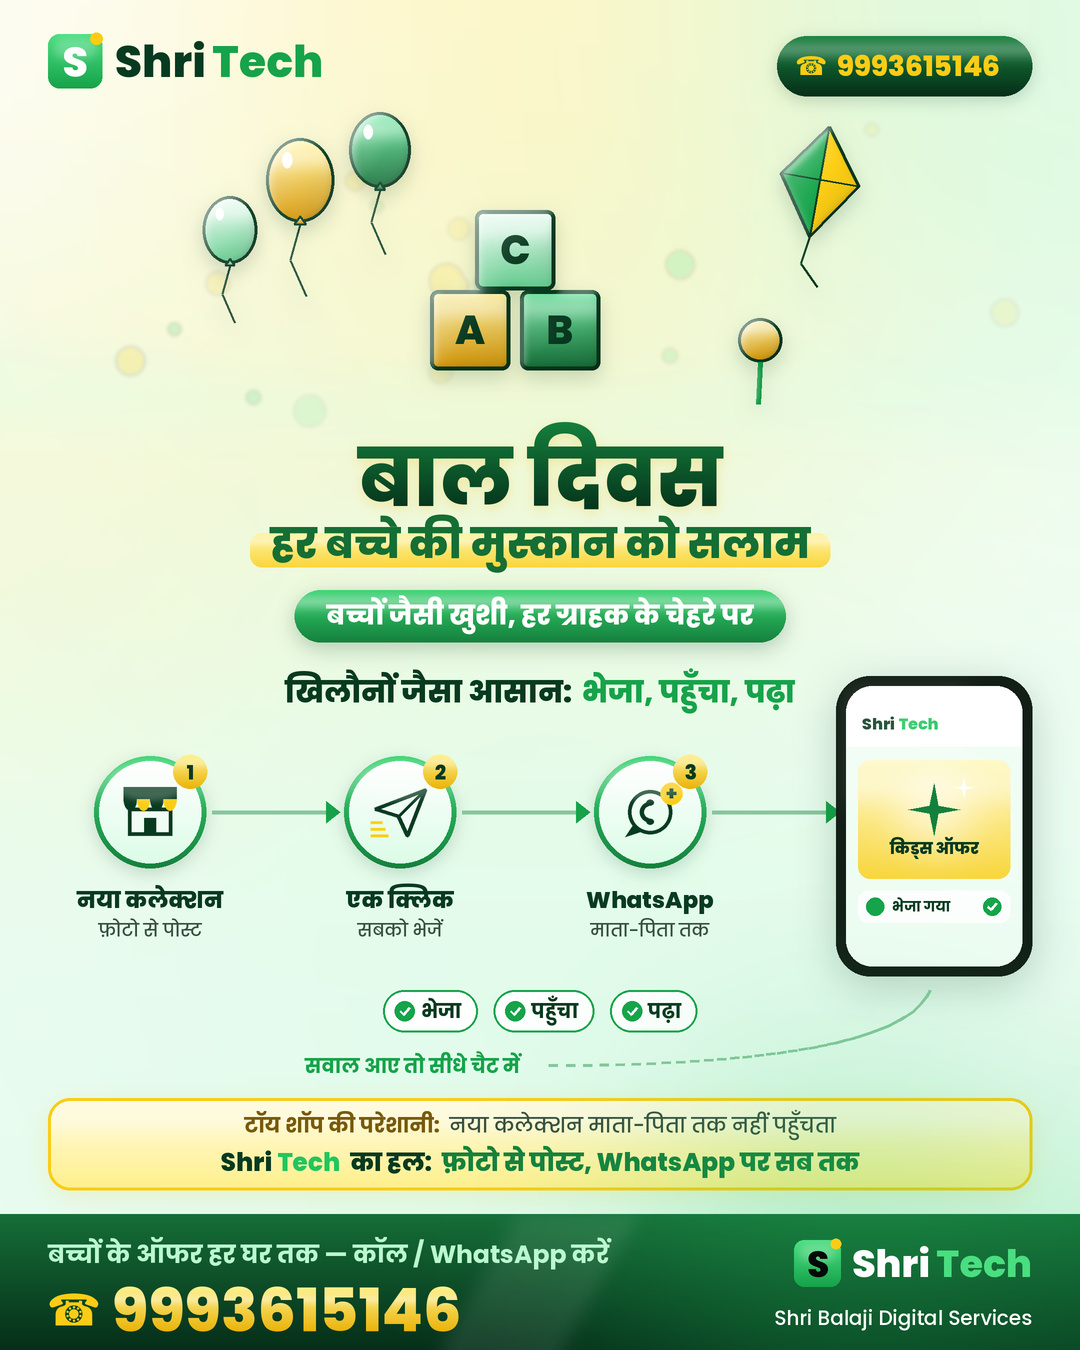 S Shri Tech
☎ 9993615146
C
A B
बाल दिवस
हर बच्चे की मुस्कान को सलाम
बच्चों जैसी खुशी, हर ग्राहक के चेहरे पर
खिलौनों जैसा आसान: भेजा, पहुँचा, पढ़ा
Shri Tech
किड्स ऑफर
भेजा गया
1
नया कलेक्शन
फ़ोटो से पोस्ट
2
एक क्लिक
सबको भेजें
3
WhatsApp
माता-पिता तक
भेजा
पहुँचा
पढ़ा
सवाल आए तो सीधे चैट में
टॉय शॉप की परेशानी: नया कलेक्शन माता-पिता तक नहीं पहुँचता
Shri Tech का हल: फ़ोटो से पोस्ट, WhatsApp पर सब तक
बच्चों के ऑफर हर घर तक — कॉल / WhatsApp करें
☎ 9993615146
S Shri Tech
Shri Balaji Digital Services